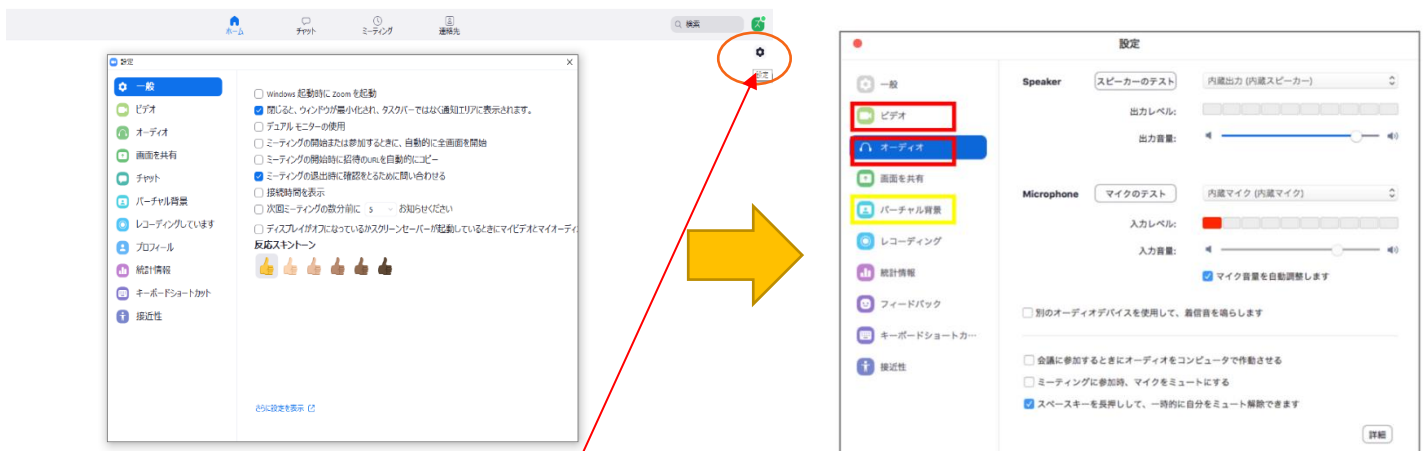 ホーム
チャット
ミーティング
連絡先
検索
設定
設定
一般
ビデオ
オーディオ
画面を共有
チャット
バーチャル背景
レコーディングしています
プロフィール
統計情報
キーボードショートカット
接近性
Windows 起動時に Zoom を起動
閉じると、ウィンドウが最小化され、タスクバーではなく通知エリアに表示されます。
デュアル モニターの使用
ミーティングの開始または参加するときに、自動的に全画面を開始
ミーティングの開始時に招待のURLを自動的にコピー
ミーティングの退出時に確認をとるために問い合わせる
接続時間を表示
次回ミーティングの数分前に 5 お知らせください
ディスプレイがオフになっているかスクリーンセーバーが起動しているときにマイビデオとマイオーディ
反応スキントーン
さらに設定を表示
設定
一般
ビデオ
オーディオ
画面を共有
バーチャル背景
レコーディング
統計情報
フィードバック
キーボードショートカ…
接近性
Speaker スピーカーのテスト 内蔵出力 (内蔵スピーカー)
出力レベル:
出力音量:
Microphone マイクのテスト 内蔵マイク (内蔵マイク)
入力レベル:
入力音量:
マイク音量を自動調整します
別のオーディオデバイスを使用して、着信音を鳴らします
会議に参加するときにオーディオをコンピュータで作動させる
ミーティングに参加時、マイクをミュートにする
スペースキーを長押しして、一時的に自分をミュート解除できます
詳細